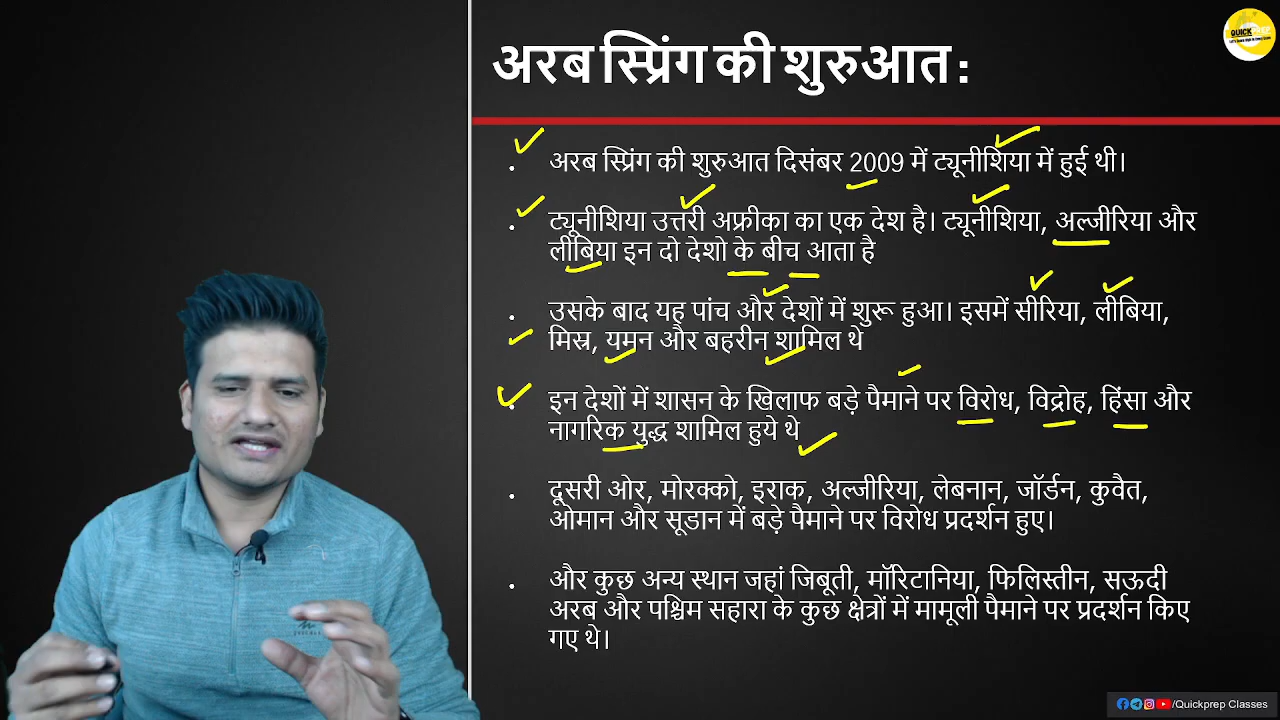 अरब स्प्रिंग की शुरुआत :
QUICKPREP
. अरब स्प्रिंग की शुरुआत दिसंबर 2009 में ट्यूनीशिया में हुई थी।
. ट्यूनीशिया उत्तरी अफ्रीका का एक देश है। ट्यूनीशिया, अल्जीरिया और
लीबिया इन दो देशो के बीच आता है
. उसके बाद यह पांच और देशों में शुरू हुआ। इसमें सीरिया, लीबिया,
मिस्र, यमन और बहरीन शामिल थे
. इन देशों में शासन के खिलाफ बड़े पैमाने पर विरोध, विद्रोह, हिंसा और
नागरिक युद्ध शामिल हुये थे
. दूसरी ओर, मोरक्को, इराक, अल्जीरिया, लेबनान, जॉर्डन, कुवैत,
ओमान और सूडान में बड़े पैमाने पर विरोध प्रदर्शन हुए।
. और कुछ अन्य स्थान जहां जिबूती, मॉरिटानिया, फिलिस्तीन, सऊदी
अरब और पश्चिम सहारा के कुछ क्षेत्रों में मामूली पैमाने पर प्रदर्शन किए
गए थे।
/Quickprep Classes